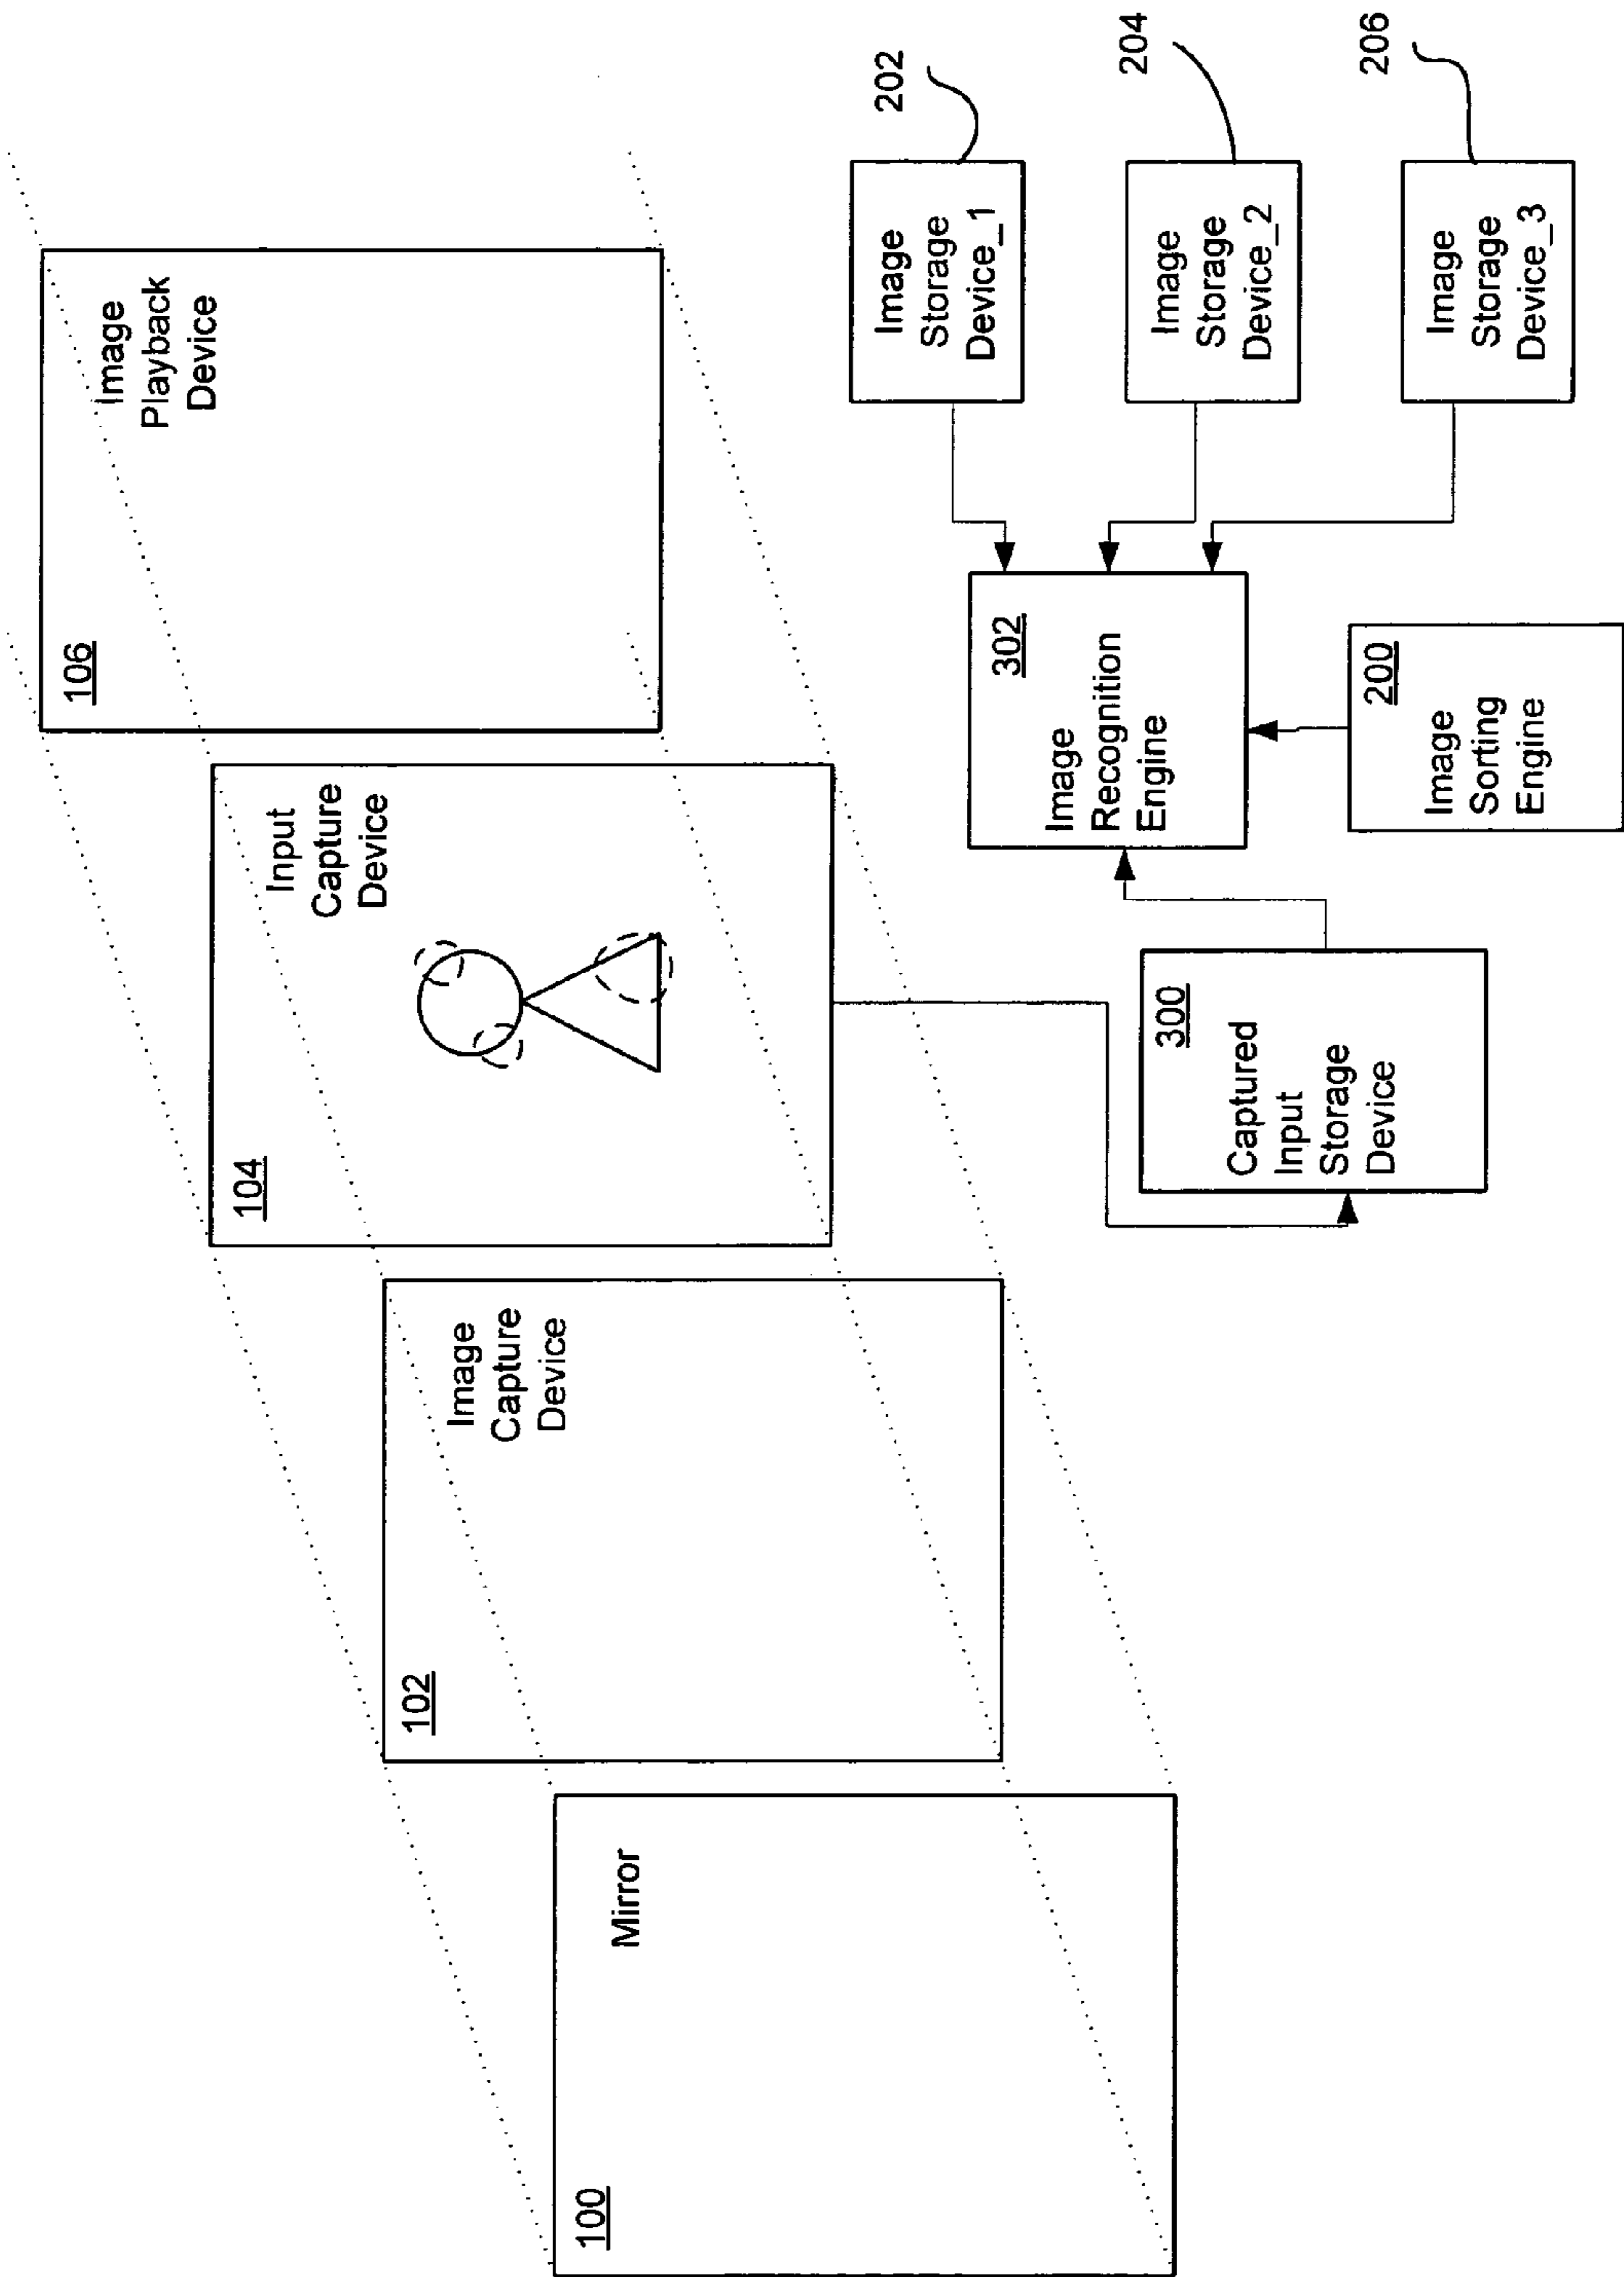 100
Mirror
102
Image
Capture
Device
104
Input
Capture
Device
106
Image
Playback
Device
300
Captured
Input
Storage
Device
302
Image
Recognition
Engine
200
Image
Sorting
Engine
Image
Storage
Device_1
202
Image
Storage
Device_2
204
Image
Storage
Device_3
206